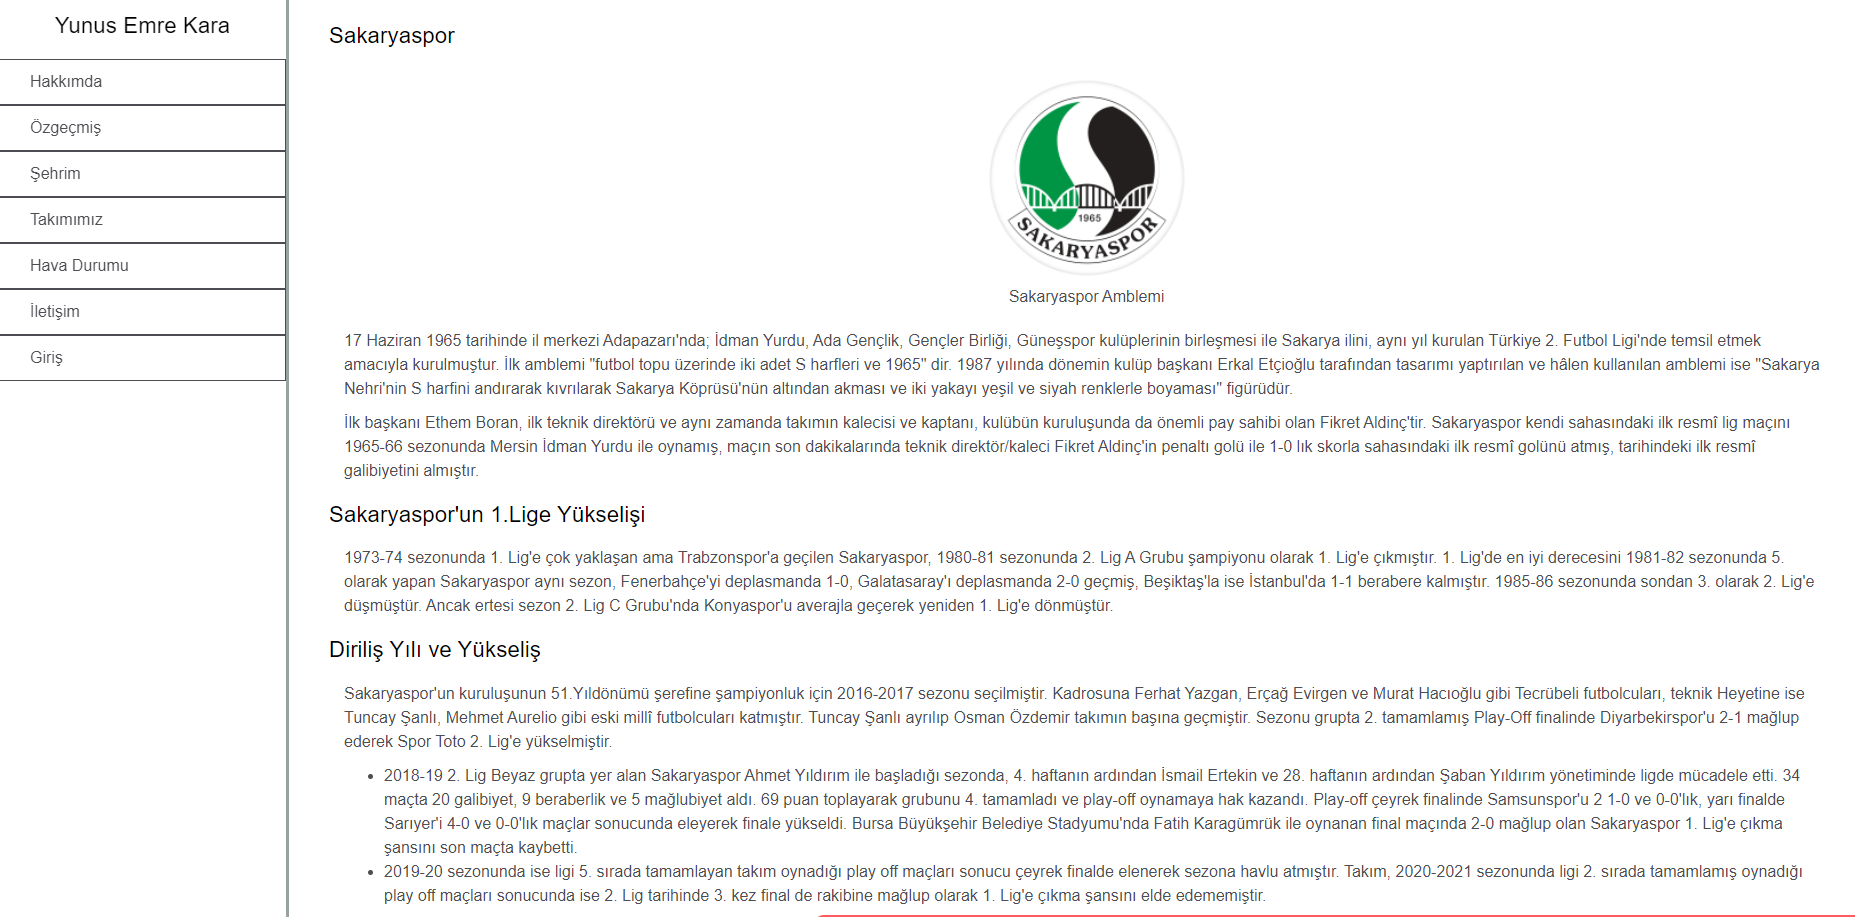 Yunus Emre Kara
Hakkımda
Özgeçmiş
Şehrim
Takımımız
Hava Durumu
İletişim
Giriş
Sakaryaspor
1965
SAKARYASPOR
Sakaryaspor Amblemi
17 Haziran 1965 tarihinde il merkezi Adapazarı'nda; İdman Yurdu, Ada Gençlik, Gençler Birliği, Güneşspor kulüplerinin birleşmesi ile Sakarya ilini, aynı yıl kurulan Türkiye 2. Futbol Ligi'nde temsil etmek
amacıyla kurulmuştur. İlk amblemi "futbol topu üzerinde iki adet S harfleri ve 1965" dir. 1987 yılında dönemin kulüp başkanı Erkal Etçioğlu tarafından tasarımı yaptırılan ve hâlen kullanılan amblemi ise "Sakarya
Nehri'nin S harfini andırarak kıvrılarak Sakarya Köprüsü'nün altından akması ve iki yakayı yeşil ve siyah renklerle boyaması" figürüdür.
İlk başkanı Ethem Boran, ilk teknik direktörü ve aynı zamanda takımın kalecisi ve kaptanı, kulübün kuruluşunda da önemli pay sahibi olan Fikret Aldinç'tir. Sakaryaspor kendi sahasındaki ilk resmî lig maçını
1965-66 sezonunda Mersin İdman Yurdu ile oynamış, maçın son dakikalarında teknik direktör/kaleci Fikret Aldinç'in penaltı golü ile 1-0 lık skorla sahasındaki ilk resmî golünü atmış, tarihindeki ilk resmî
galibiyetini almıştır.
Sakaryaspor'un 1.Lige Yükselişi
1973-74 sezonunda 1. Lig'e çok yaklaşan ama Trabzonspor'a geçilen Sakaryaspor, 1980-81 sezonunda 2. Lig A Grubu şampiyonu olarak 1. Lig'e çıkmıştır. 1. Lig'de en iyi derecesini 1981-82 sezonunda 5.
olarak yapan Sakaryaspor aynı sezon, Fenerbahçe'yi deplasmanda 1-0, Galatasaray'ı deplasmanda 2-0 geçmiş, Beşiktaş'la ise İstanbul'da 1-1 berabere kalmıştır. 1985-86 sezonunda sondan 3. olarak 2. Lig'e
düşmüştür. Ancak ertesi sezon 2. Lig C Grubu'nda Konyaspor'u averajla geçerek yeniden 1. Lig'e dönmüştür.
Diriliş Yılı ve Yükseliş
Sakaryaspor'un kuruluşunun 51.Yıldönümü şerefine şampiyonluk için 2016-2017 sezonu seçilmiştir. Kadrosuna Ferhat Yazgan, Erçağ Evirgen ve Murat Hacıoğlu gibi Tecrübeli futbolcuları, teknik Heyetine ise
Tuncay Şanlı, Mehmet Aurelio gibi eski millî futbolcuları katmıştır. Tuncay Şanlı ayrılıp Osman Özdemir takımın başına geçmiştir. Sezonu grupta 2. tamamlamış Play-Off finalinde Diyarbekirspor'u 2-1 mağlup
ederek Spor Toto 2. Lig'e yükselmiştir.
• 2018-19 2. Lig Beyaz grupta yer alan Sakaryaspor Ahmet Yıldırım ile başladığı sezonda, 4. haftanın ardından İsmail Ertekin ve 28. haftanın ardından Şaban Yıldırım yönetiminde ligde mücadele etti. 34
maçta 20 galibiyet, 9 beraberlik ve 5 mağlubiyet aldı. 69 puan toplayarak grubunu 4. tamamladı ve play-off oynamaya hak kazandı. Play-off çeyrek finalinde Samsunspor'u 2 1-0 ve 0-0'lık, yarı finalde
Sarıyer'i 4-0 ve 0-0'lık maçlar sonucunda eleyerek finale yükseldi. Bursa Büyükşehir Belediye Stadyumu'nda Fatih Karagümrük ile oynanan final maçında 2-0 mağlup olan Sakaryaspor 1. Lig'e çıkma
şansını son maçta kaybetti.
• 2019-20 sezonunda ise ligi 5. sırada tamamlayan takım oynadığı play off maçları sonucu çeyrek finalde elenerek sezona havlu atmıştır. Takım, 2020-2021 sezonunda ligi 2. sırada tamamlamış oynadığı
play off maçları sonucunda ise 2. Lig tarihinde 3. kez final de rakibine mağlup olarak 1. Lig'e çıkma şansını elde edememiştir.